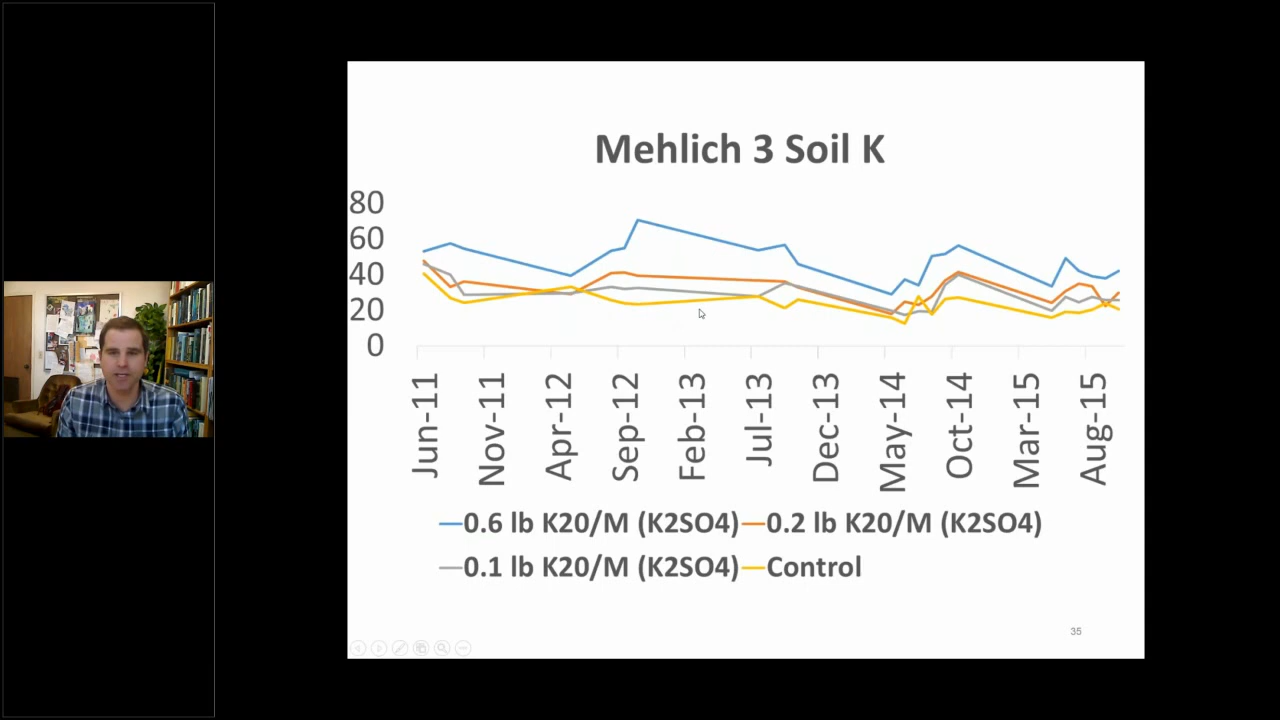 Mehlich 3 Soil K
80
60
40
20
0
Jun-11
Nov-11
Apr-12
Sep-12
Feb-13
Jul-13
Dec-13
May-14
Oct-14
Mar-15
Aug-15
0.6 lb K20/M (K2SO4)
0.2 lb K20/M (K2SO4)
0.1 lb K20/M (K2SO4)
Control
35